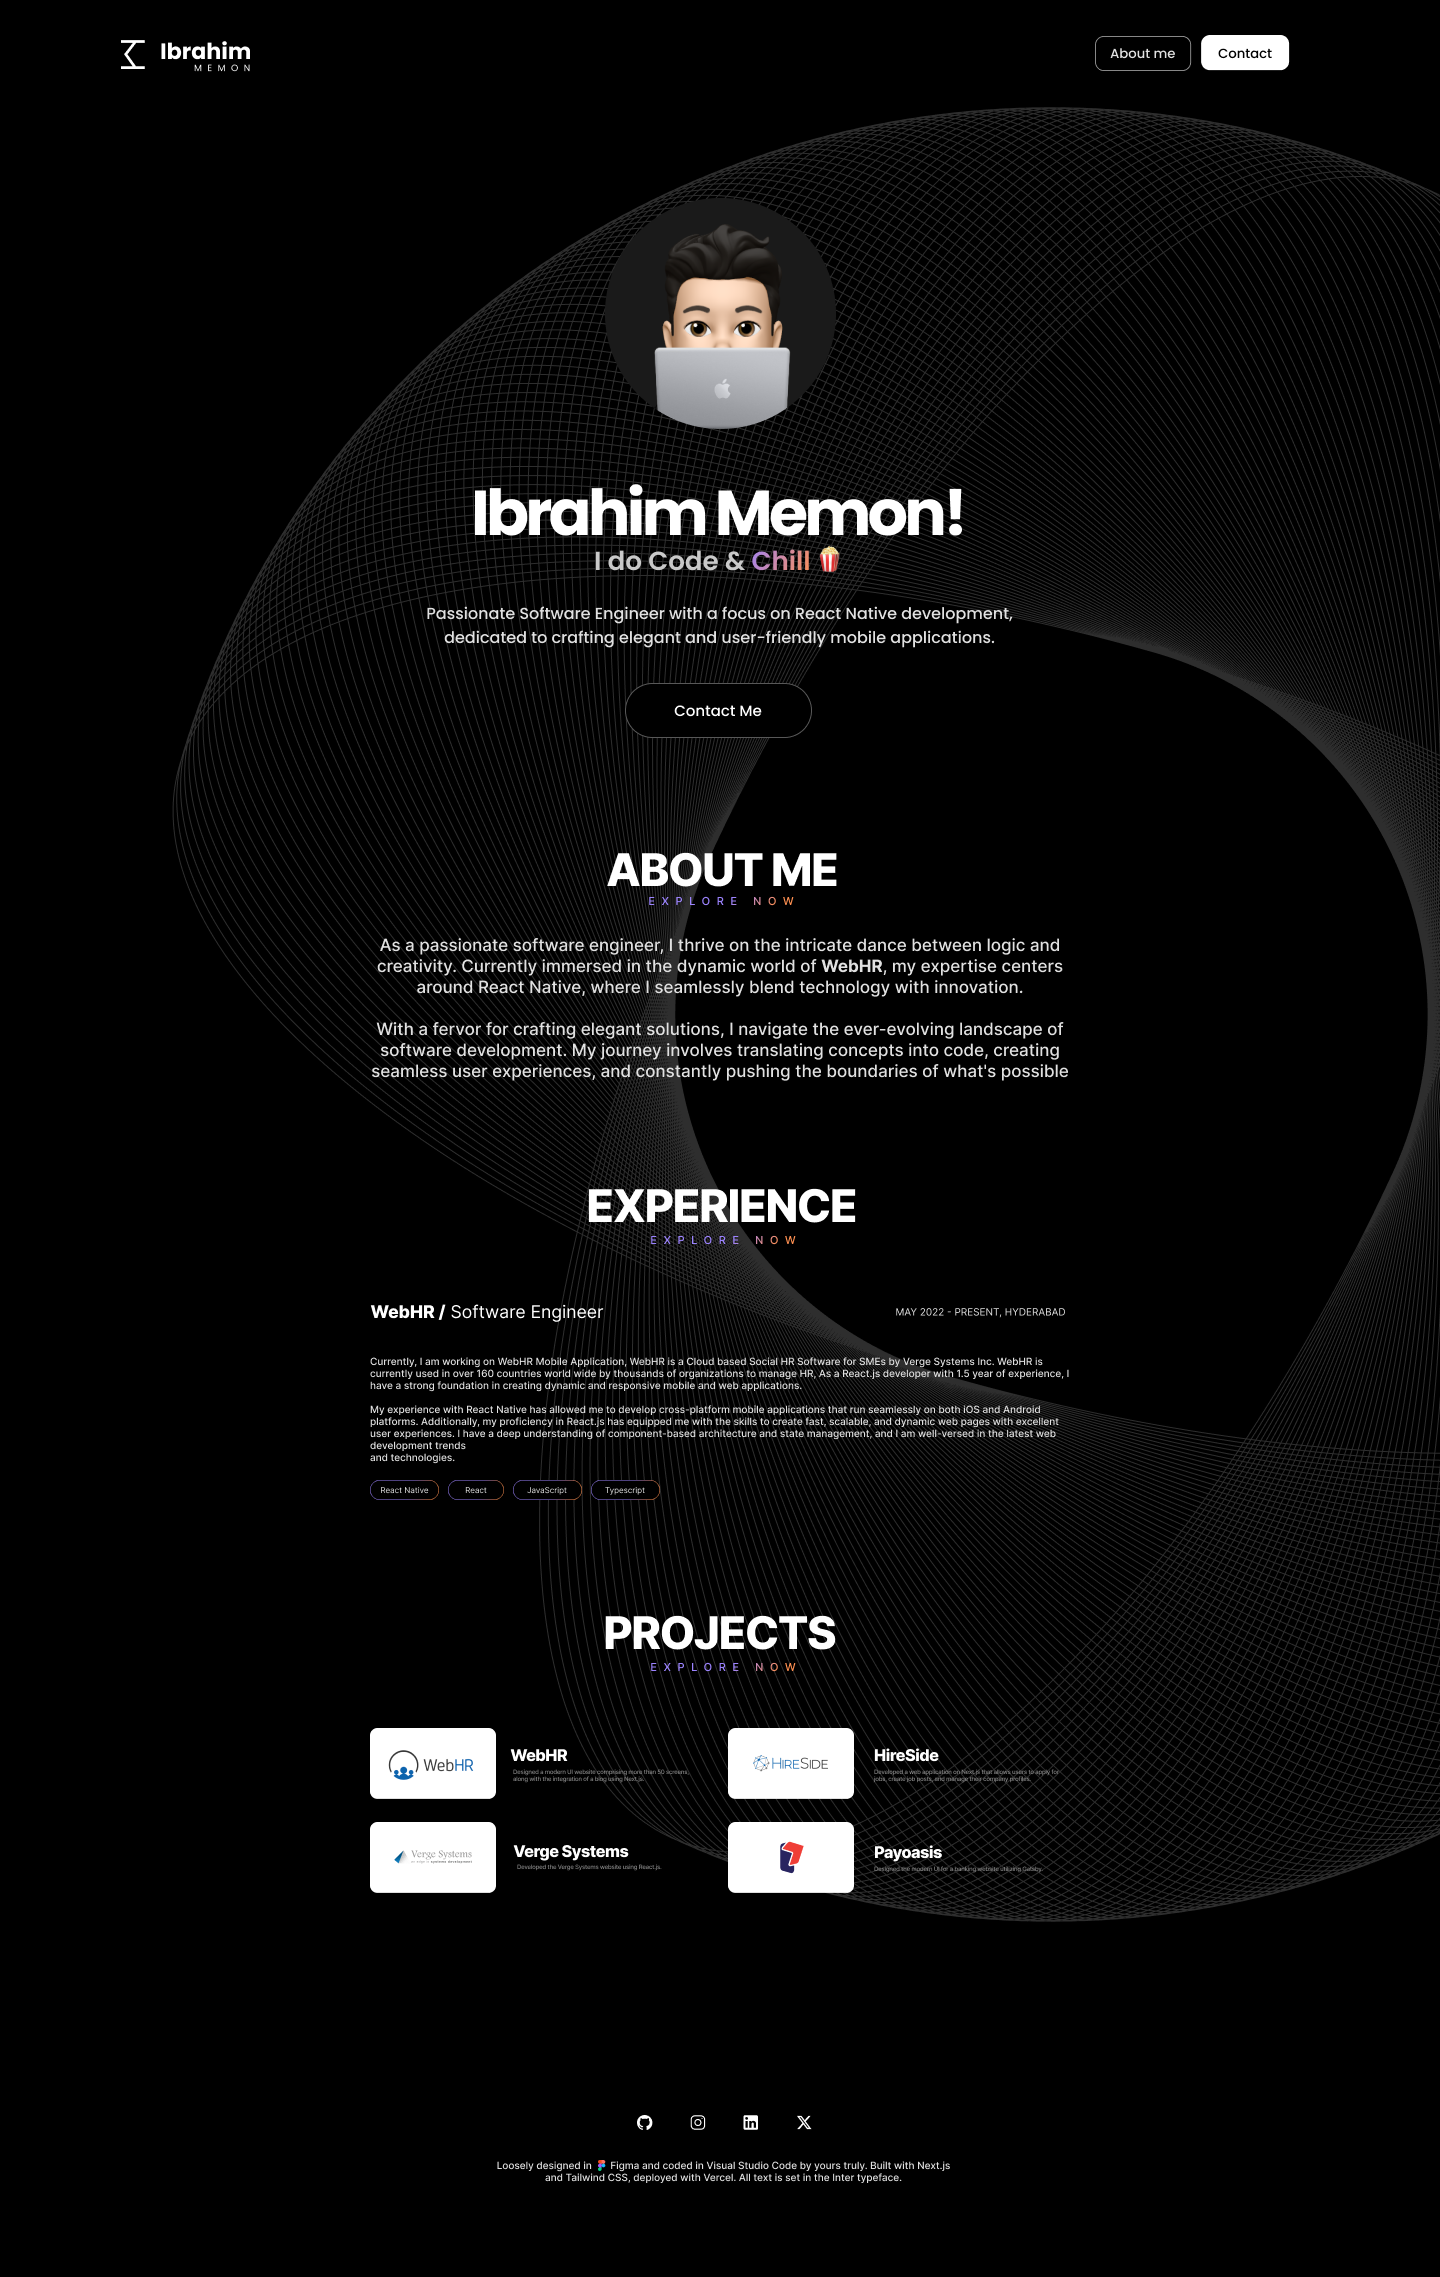 Ibrahim
MEMON
About me
Contact
Ibrahim Memon!
I do Code & Chill 🍿
Passionate Software Engineer with a focus on React Native development,
dedicated to crafting elegant and user-friendly mobile applications.
Contact Me
ABOUT ME
EXPLORE NOW
As a passionate software engineer, I thrive on the intricate dance between logic and
creativity. Currently immersed in the dynamic world of WebHR, my expertise centers
around React Native, where I seamlessly blend technology with innovation.
With a fervor for crafting elegant solutions, I navigate the ever-evolving landscape of
software development. My journey involves translating concepts into code, creating
seamless user experiences, and constantly pushing the boundaries of what's possible
EXPERIENCE
EXPLORE NOW
WebHR / Software Engineer
MAY 2022 - PRESENT, HYDERABAD
Currently, I am working on WebHR Mobile Application, WebHR is a Cloud based Social HR Software for SMEs by Verge Systems Inc. WebHR is
currently used in over 160 countries world wide by thousands of organizations to manage HR, As a React.js developer with 1.5 year of experience, I
have a strong foundation in creating dynamic and responsive mobile and web applications.
My experience with React Native has allowed me to develop cross-platform mobile applications that run seamlessly on both iOS and Android
platforms. Additionally, my proficiency in React.js has equipped me with the skills to create fast, scalable, and dynamic web pages with excellent
user experiences. I have a deep understanding of component-based architecture and state management, and I am well-versed in the latest web
development trends
and technologies.
React Native
React
JavaScript
Typescript
PROJECTS
EXPLORE NOW
WebHR
WebHR
Developed a modern UI website comprising more than 50 screens,
along with the integration of a blog using Next.js.
HIRESIDE
HireSide
Developed a web application on Next.js that allows users to apply for
jobs, create job posts, and manage their company profiles.
Verge Systems
systems development
Verge Systems
Developed the Verge Systems website using React.js.
Payoasis
Designed the modern UI for a banking website utilizing Gatsby.
Loosely designed in Figma and coded in Visual Studio Code by yours truly. Built with Next.js
and Tailwind CSS, deployed with Vercel. All text is set in the Inter typeface.